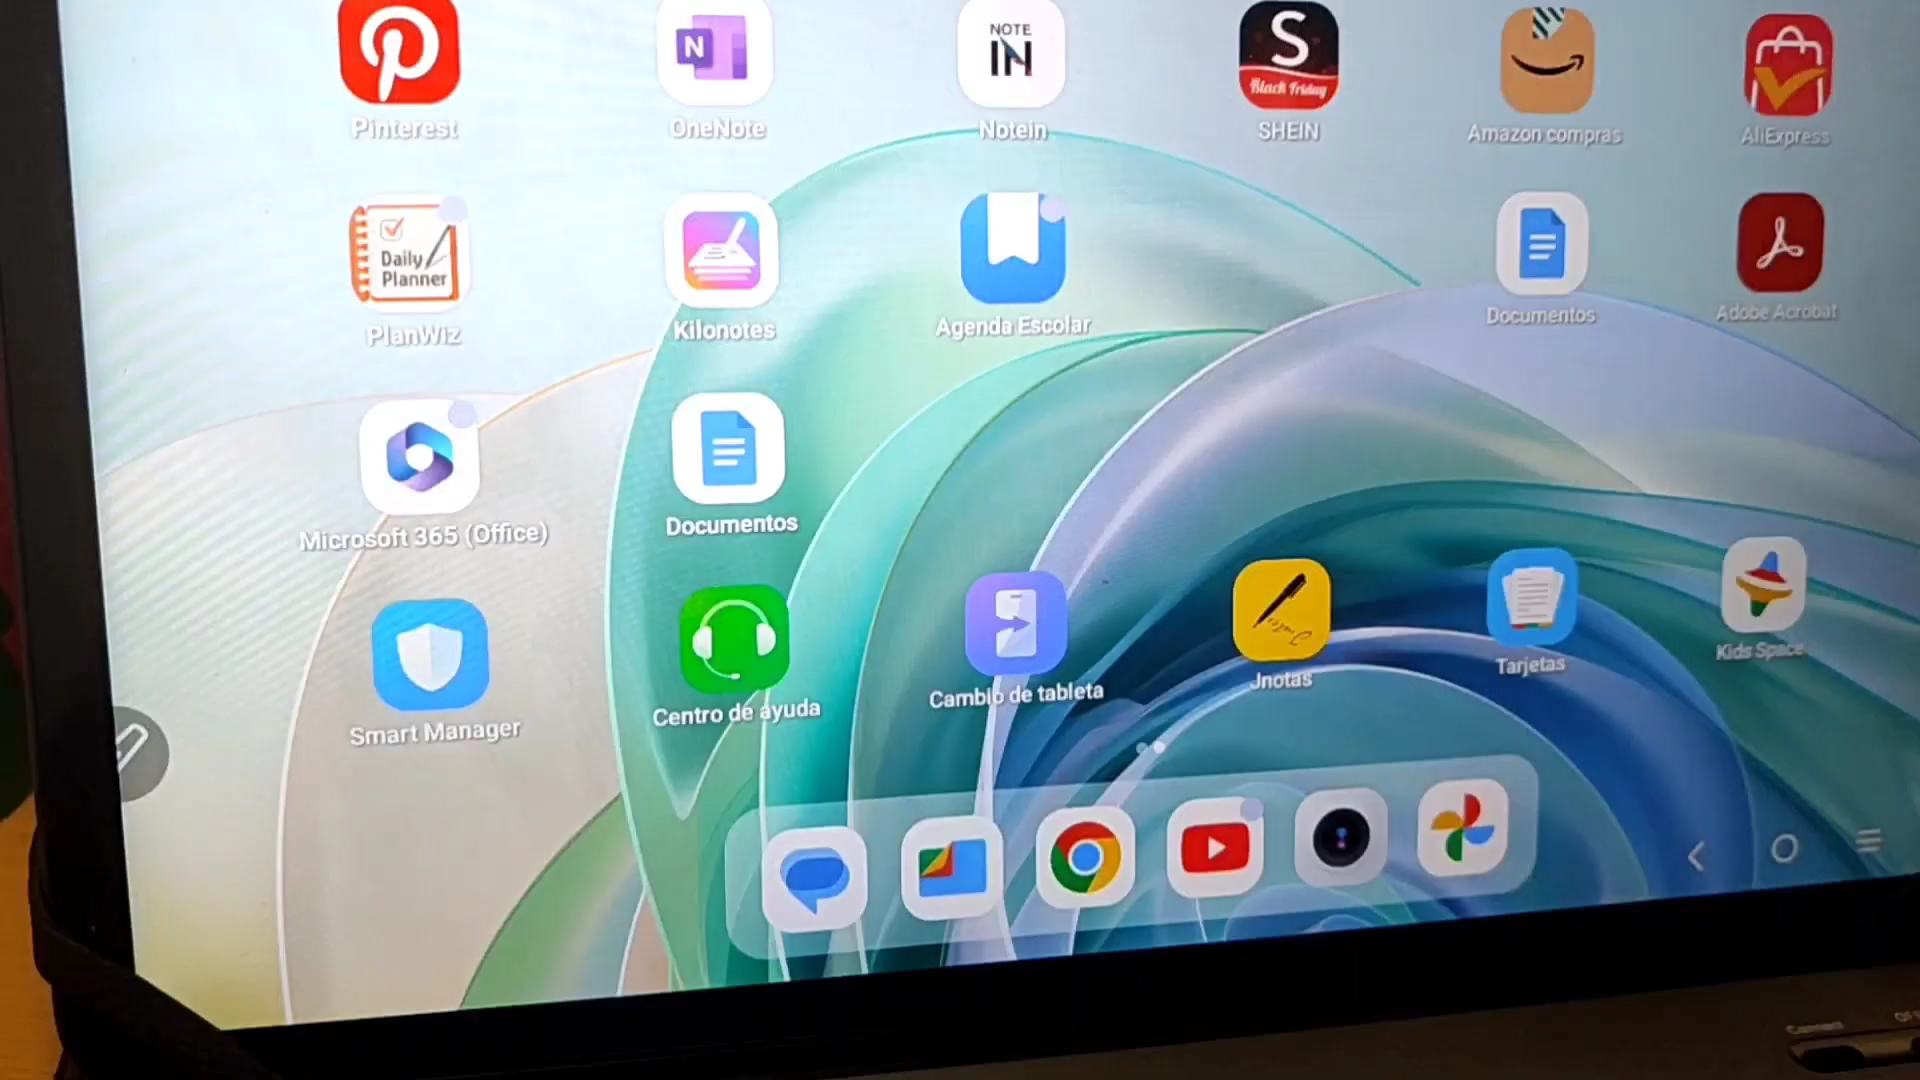 NOTE
IN
S
Black Friday
N
Pinterest
OneNote
Notein
SHEIN
Amazon compras
AliExpress
Daily
Planner
PlanWiz
Kilonotes
Agenda Escolar
Documentos
Adobe Acrobat
Microsoft 365 (Office)
Documentos
Smart Manager
Centro de ayuda
Cambio de tableta
Jnotas
Tarjetas
Kids Space
Connect